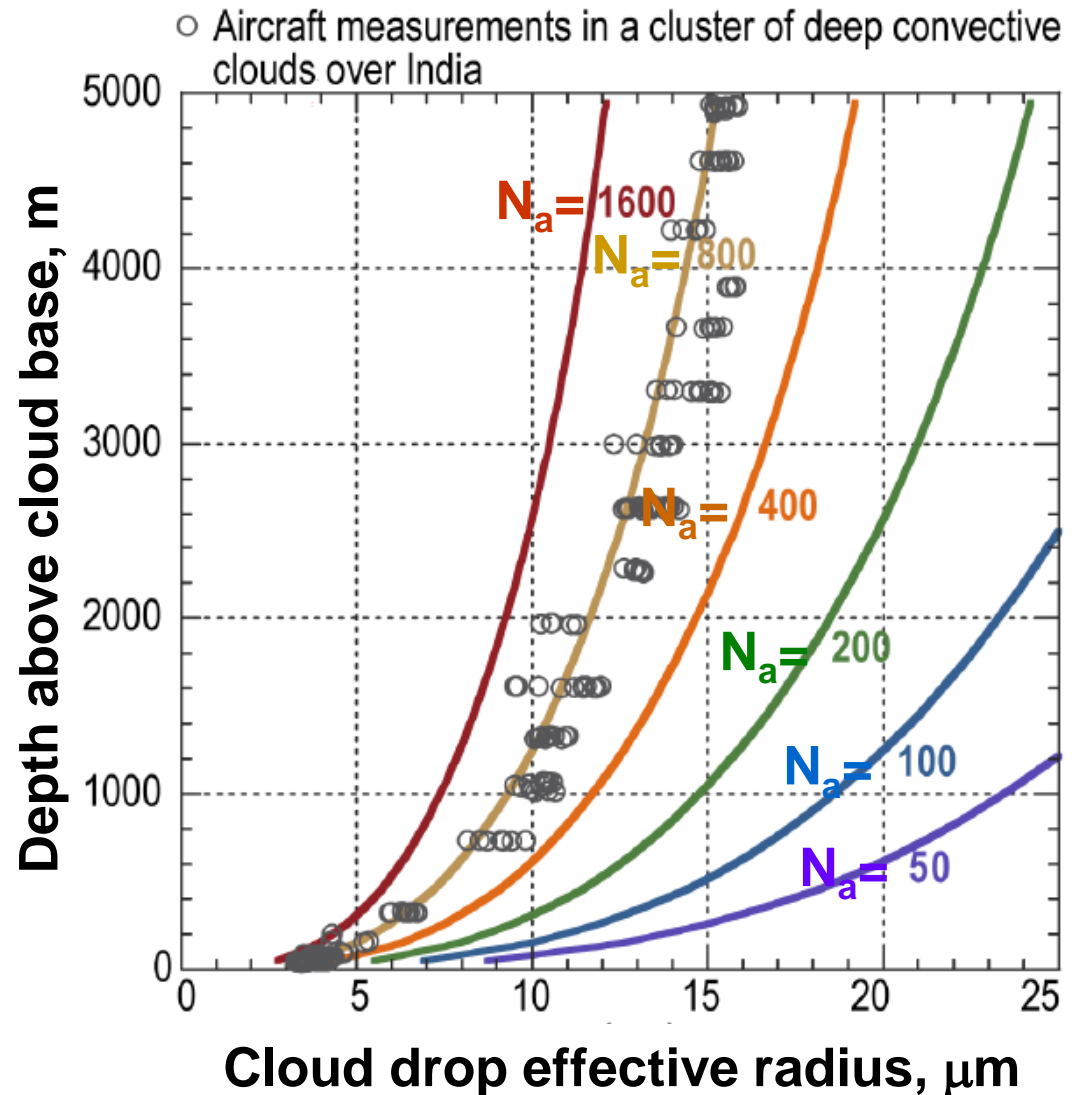 ○ Aircraft measurements in a cluster of deep convective
clouds over India
Depth above cloud base, m
5000
4000
3000
2000
1000
0
Na= 1600
Na= 800
Na= 400
Na= 200
Na= 100
Na= 50
0 5 10 15 20 25
Cloud drop effective radius, μm